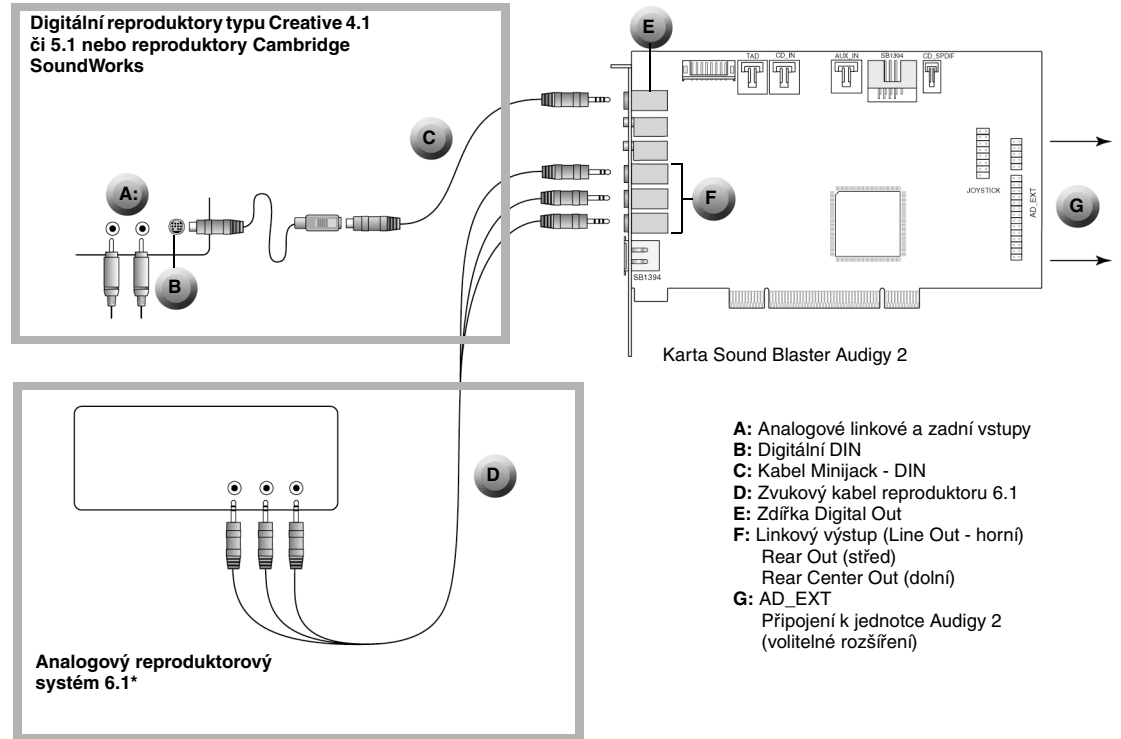 Digitální reproduktory typu Creative 4.1
či 5.1 nebo reproduktory Cambridge
SoundWorks
A:
B
C
E
TAD
CD_IN
AUX_IN
SB1394
CD_SPDIF
JOYSTICK
AD_EXT
F
G
SB1394
Karta Sound Blaster Audigy 2
D
Analogový reproduktorový
systém 6.1*
A: Analogové linkové a zadní vstupy
B: Digitální DIN
C: Kabel Minijack - DIN
D: Zvukový kabel reproduktoru 6.1
E: Zdířka Digital Out
F: Linkový výstup (Line Out - horní)
Rear Out (střed)
Rear Center Out (dolní)
G: AD_EXT
Připojení k jednotce Audigy 2
(volitelné rozšíření)